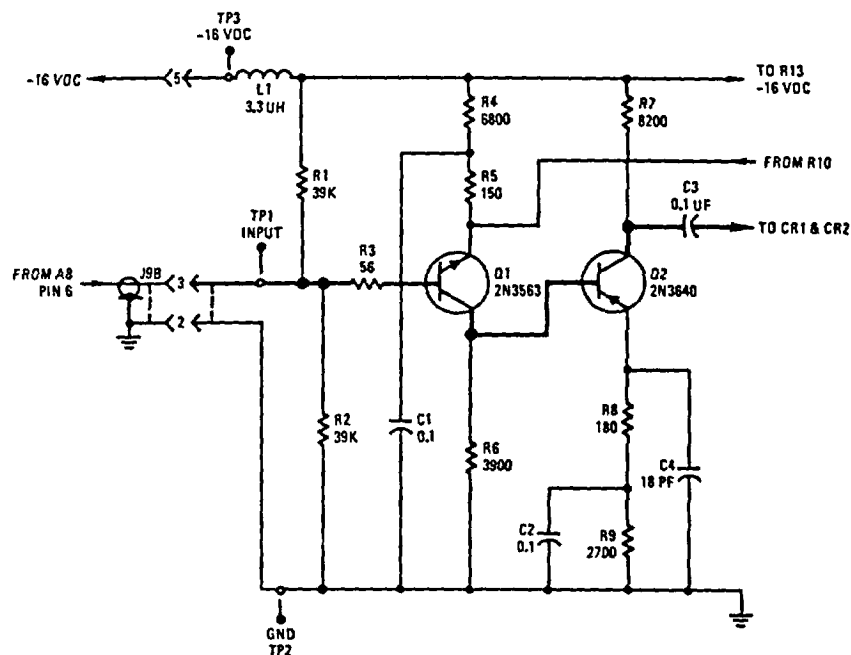 TP3
-16 VDC
-16 VDC
5
L1
3.3 UH
TO R13
-16 VDC
R4
6800
R7
8200
R1
39K
R5
150
FROM R10
C3
0.1 UF
TO CR1 & CR2
TP1
INPUT
R3
56
Q1
2N3563
Q2
2N3640
FROM A8
PIN 6
J9B
3
2
R2
39K
C1
0.1
R6
3900
R8
180
C4
18 PF
C2
0.1
R9
2700
GND
TP2